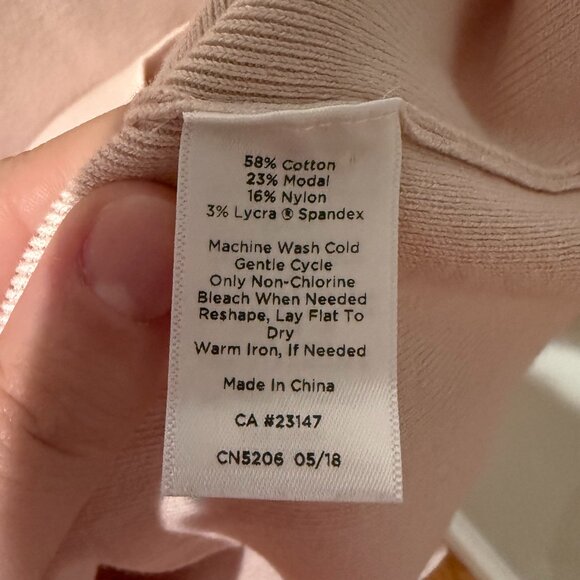 58% Cotton
23% Modal
16% Nylon
3% Lycra ® Spandex
Machine Wash Cold
Gentle Cycle
Only Non-Chlorine
Bleach When Needed
Reshape, Lay Flat To
Dry
Warm Iron, If Needed
Made In China
CA #23147
CN5206 05/18